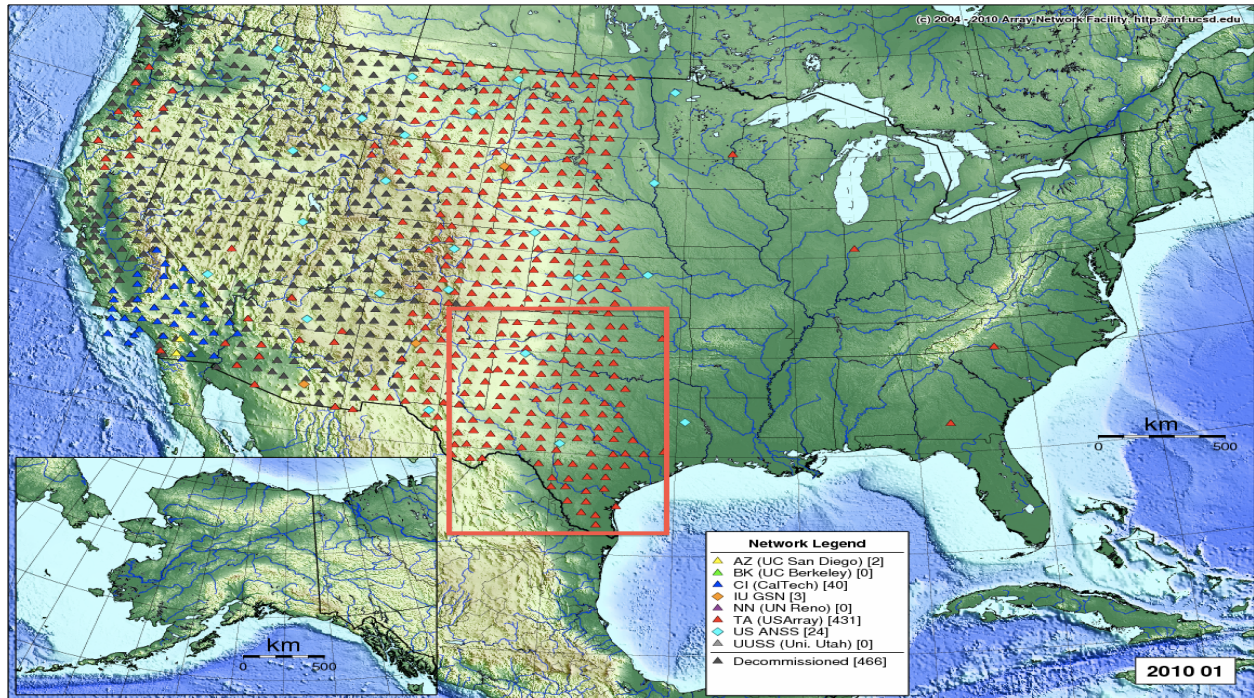 (c) 2004 - 2010 Array Network Facility, http://anf.ucsd.edu
km
0 500
km
0 500
Network Legend
AZ (UC San Diego) [2]
BK (UC Berkeley) [0]
CI (CalTech) [40]
IU GSN [3]
NN (UN Reno) [0]
TA (USArray) [431]
US ANSS [24]
UUSS (Uni. Utah) [0]
Decommissioned [466]
2010 01